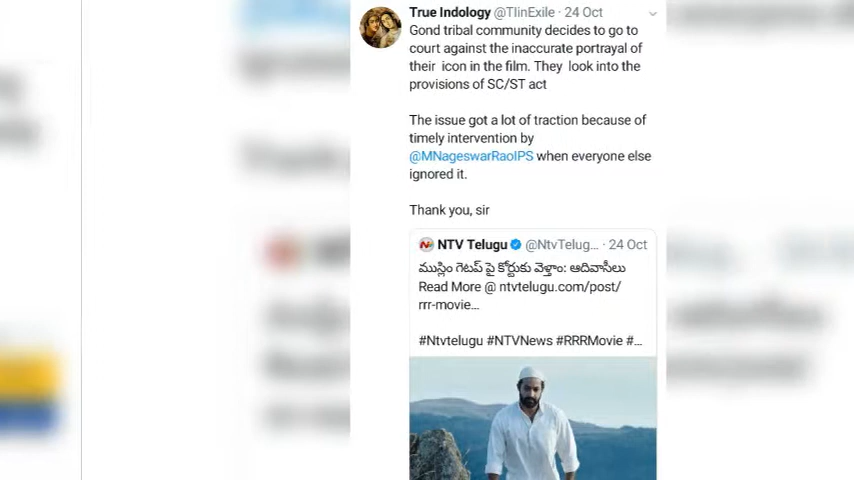 True Indology @TIinExile · 24 Oct
Gond tribal community decides to go to
court against the inaccurate portrayal of
their icon in the film. They look into the
provisions of SC/ST act
The issue got a lot of traction because of
timely intervention by
@MNageswarRaoIPS when everyone else
ignored it.
Thank you, sir
NTV Telugu @NtvTelug... · 24 Oct
ముస్లిం గెటప్ పై కోర్టుకు వెళ్తాం: ఆదివాసీలు
Read More @ ntvtelugu.com/post/
rrr-movie...
#Ntvtelugu #NTVNews #RRRMovie #...